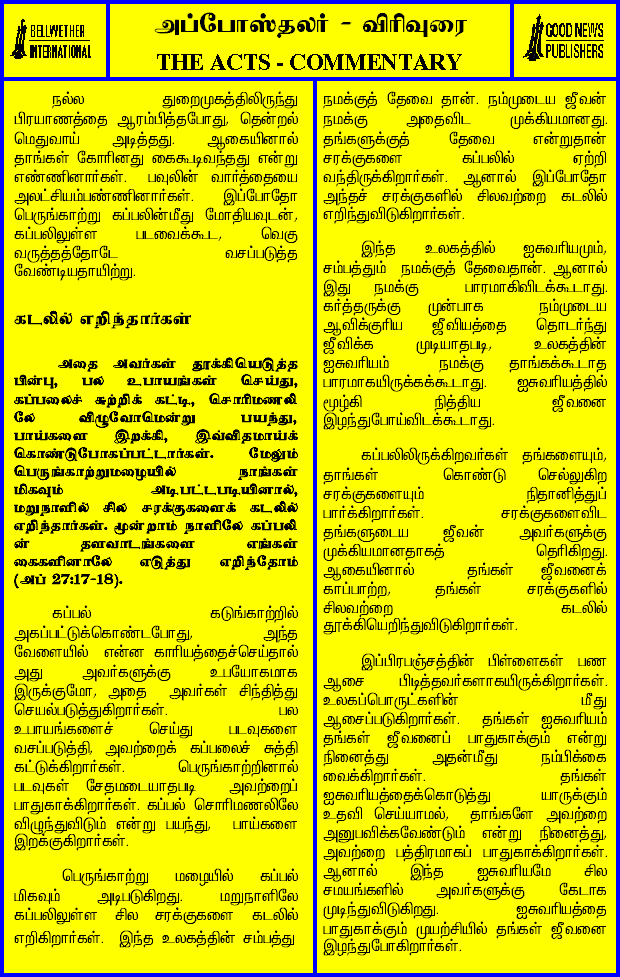 BELLWETHER
INTERNATIONAL
அப்போஸ்தலர் - விரிவுரை
THE ACTS - COMMENTARY
GOOD NEWS
PUBLISHERS
நல்ல துறைமுகத்திலிருந்து
பிரயாணத்தை ஆரம்பித்தபோது, தென்றல்
மெதுவாய் அடித்தது. ஆகையினால்
தாங்கள் கோரினது கைகூடிவந்தது என்று
எண்ணினார்கள். பவுலின் வார்த்தையை
அலட்சியம்பண்ணினார்கள். இப்போதோ
பெருங்காற்று கப்பலின்மீது மோதியவுடன்,
கப்பலிலுள்ள படவைக்கூட, வெகு
வருத்தத்தோடே வசப்படுத்த
வேண்டியதாயிற்று.
கடலில் எறிந்தார்கள்
அதை அவர்கள் தூக்கியெடுத்த
பின்பு, பல உபாயங்கள் செய்து,
கப்பலைச் சுற்றிக் கட்டி, சொரிமணலி
லே விழுவோமென்று பயந்து,
பாய்களை இறக்கி, இவ்விதமாய்க்
கொண்டுபோகப்பட்டார்கள். மேலும்
பெருங்காற்றுமழையில் நாங்கள்
மிகவும் அடிபட்டபடியினால்,
மறுநாளில் சில சரக்குகளைக் கடலில்
எறிந்தார்கள். மூன்றாம் நாளிலே கப்பலி
ன் தளவாடங்களை எங்கள்
கைகளினாலே எடுத்து எறிந்தோம்
(அப் 27:17-18).
கப்பல் கடுங்காற்றில்
அகப்பட்டுக்கொண்டபோது, அந்த
வேளையில் என்ன காரியத்தைச்செய்தால்
அது அவர்களுக்கு உபயோகமாக
இருக்குமோ, அதை அவர்கள் சிந்தித்து
செயல்படுத்துகிறார்கள். பல
உபாயங்களைச் செய்து படவுகளை
வசப்படுத்தி, அவற்றைக் கப்பலைச் சுத்தி
கட்டுக்கிறார்கள். பெருங்காற்றினால்
படவுகள் சேதமடையாதபடி அவற்றைப்
பாதுகாக்கிறார்கள். கப்பல் சொரிமணலிலே
விழுந்துவிடும் என்று பயந்து, பாய்களை
இறக்குகிறார்கள்.
பெருங்காற்று மழையில் கப்பல்
மிகவும் அடிபடுகிறது. மறுநாளிலே
கப்பலிலுள்ள சில சரக்குகளை கடலில்
எறிகிறார்கள். இந்த உலகத்தின் சம்பத்து
நமக்குத் தேவை தான். நம்முடைய ஜீவன்
நமக்கு அதைவிட முக்கியமானது.
தங்களுக்குத் தேவை என்றுதான்
சரக்குகளை கப்பலில் ஏற்றி
வந்திருக்கிறார்கள். ஆனால் இப்போதோ
அந்தச் சரக்குகளில் சிலவற்றை கடலில்
எறிந்துவிடுகிறார்கள்.
இந்த உலகத்தில் ஐசுவரியமும்,
சம்பத்தும் நமக்குத் தேவைதான். ஆனால்
இது நமக்கு பாரமாகிவிடக்கூடாது.
கர்த்தருக்கு முன்பாக நம்முடைய
ஆவிக்குரிய ஜீவியத்தை தொடர்ந்து
ஜீவிக்க முடியாதபடி, உலகத்தின்
ஐசுவரியம் நமக்கு தாங்கக்கூடாத
பாரமாகயிருக்கக்கூடாது. ஐசுவரியத்தில்
மூழ்கி நித்திய ஜீவனை
இழந்துபோய்விடக்கூடாது.
கப்பலிலிருக்கிறவர்கள் தங்களையும்,
தாங்கள் கொண்டு செல்லுகிற
சரக்குகளையும் நிதானித்துப்
பார்க்கிறார்கள். சரக்குகளைவிட
தங்களுடைய ஜீவன் அவர்களுக்கு
முக்கியமானதாகத் தெரிகிறது.
ஆகையினால் தங்கள் ஜீவனைக்
காப்பாற்ற, தங்கள் சரக்குகளில்
சிலவற்றை கடலில்
தூக்கியெறிந்துவிடுகிறார்கள்.
இப்பிரபஞ்சத்தின் பிள்ளைகள் பண
ஆசை பிடித்தவர்களாகயிருக்கிறார்கள்.
உலகப்பொருட்களின் மீது
ஆசைப்படுகிறார்கள். தங்கள் ஐசுவரியம்
தங்கள் ஜீவனைப் பாதுகாக்கும் என்று
நினைத்து அதன்மீது நம்பிக்கை
வைக்கிறார்கள். தங்கள்
ஐசுவரியத்தைக்கொடுத்து யாருக்கும்
உதவி செய்யாமல், தாங்களே அவற்றை
அனுபவிக்கவேண்டும் என்று நினைத்து,
அவற்றை பத்திரமாகப் பாதுகாக்கிறார்கள்.
ஆனால் இந்த ஐசுவரியமே சில
சமயங்களில் அவர்களுக்கு கேடாக
முடிந்துவிடுகிறது. ஐசுவரியத்தை
பாதுகாக்கும் முயற்சியில் தங்கள் ஜீவனை
இழந்துபோகிறார்கள்.